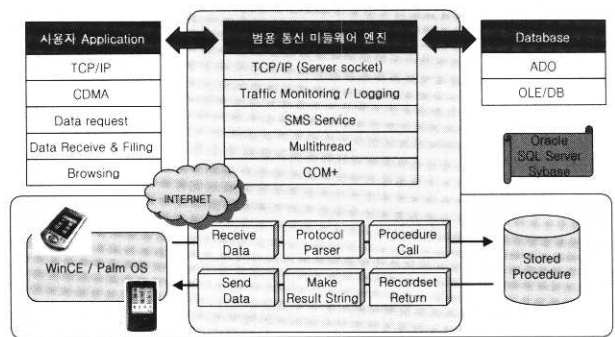 사용자 Application
TCP/IP
CDMA
Data request
Data Receive & Filing
Browsing
범용 통신 미들웨어 엔진
TCP/IP (Server socket)
Traffic Monitoring / Logging
SMS Service
Multithread
COM+
Database
ADO
OLE/DB
Oracle
SQL Server
Sybase
INTERNET
WinCE / Palm OS
Receive
Data
Protocol
Parser
Procedure
Call
Send
Data
Make
Result String
Recordset
Return
Stored
Procedure